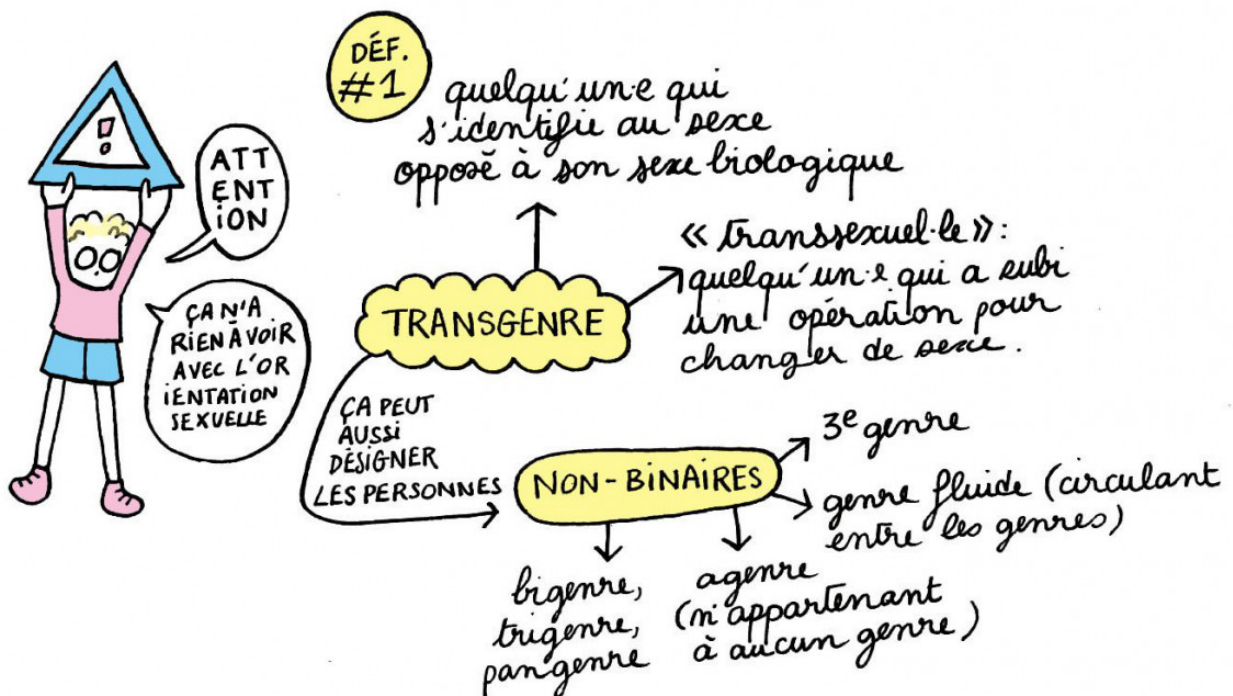 DÉF.
#1
quelqu'un·e qui
s'identifie au sexe
opposé à son sexe biologique
!
ATT
ENT
ION
ÇA N'A
RIEN À VOIR
AVEC L'OR
IENTATION
SEXUELLE
TRANSGENRE
« transsexuel·le » :
quelqu'un·e qui a subi
une opération pour
changer de sexe.
ÇA PEUT
AUSSI
DÉSIGNER
LES PERSONNES
NON-BINAIRES
3e genre
genre fluide (circulant
entre les genres)
bigenre,
trigenre,
pangenre
agenre
(n'appartenant
à aucun genre)